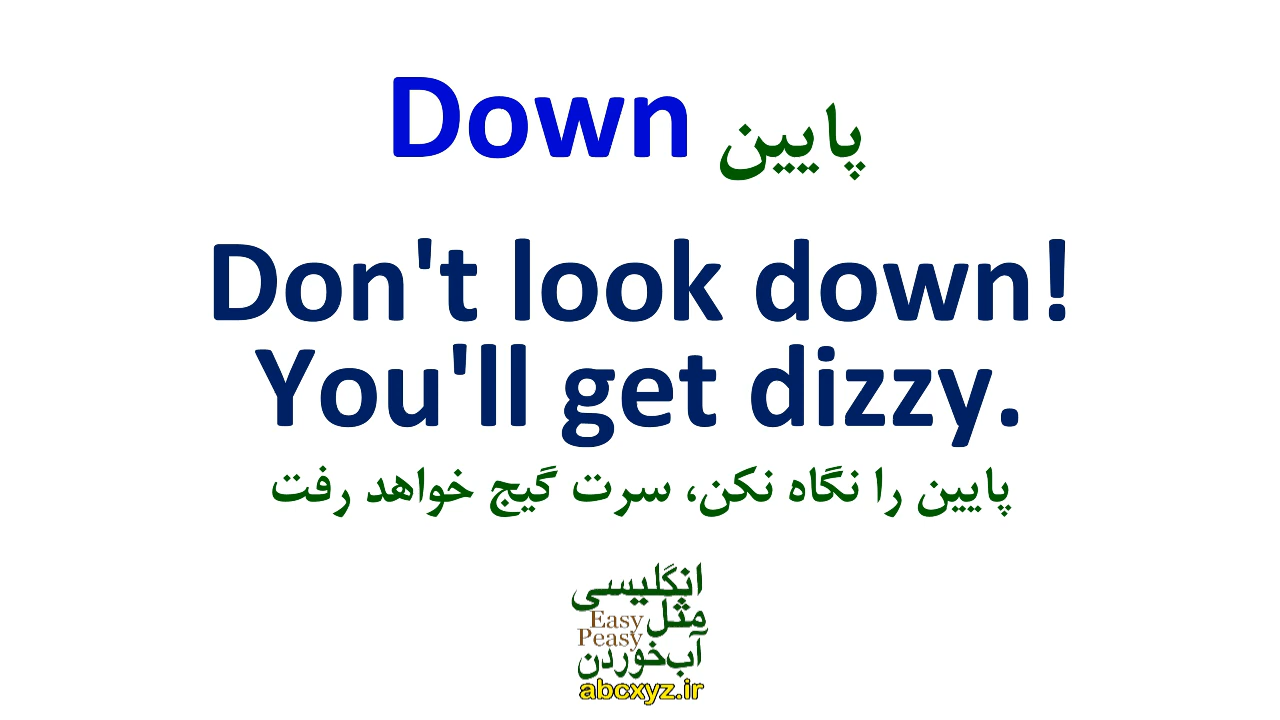 Down پایین
Don't look down!
You'll get dizzy.
پایین را نگاه نکن، سرت گیج خواهد رفت
انگلیسی
مثل Easy
Peasy
آب‌خوردن
abcxyz.ir